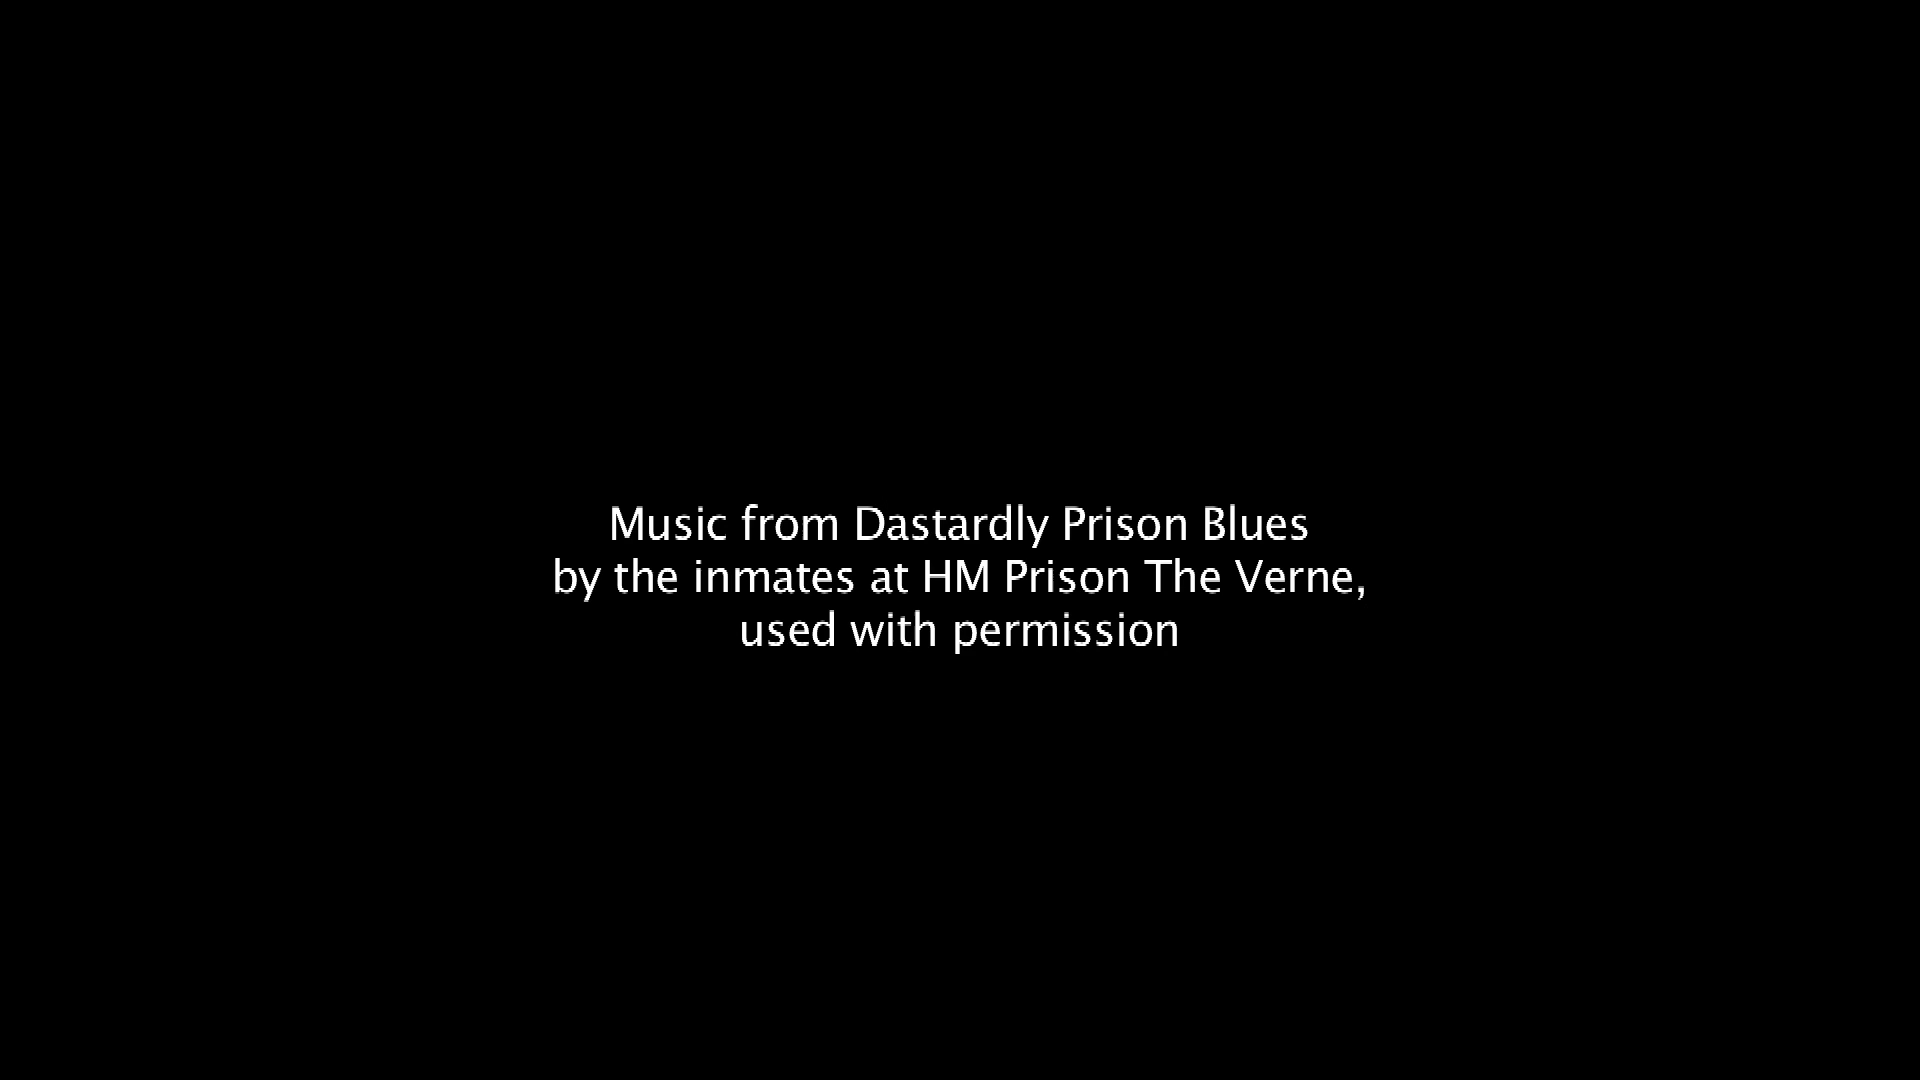 Music from Dastardly Prison Blues
by the inmates at HM Prison The Verne,
used with permission